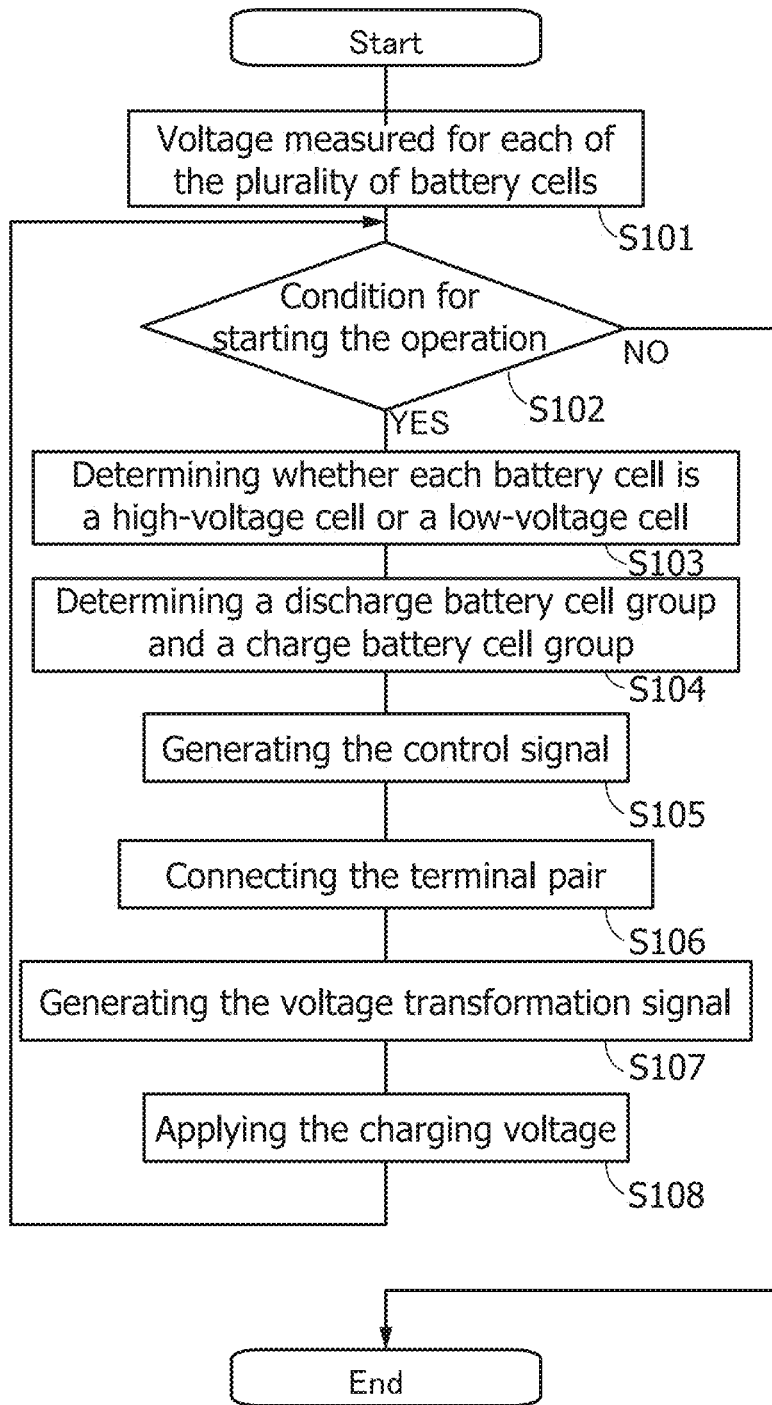 Start
Voltage measured for each of
the plurality of battery cells
S101
Condition for
starting the operation
NO
S102
YES
Determining whether each battery cell is
a high-voltage cell or a low-voltage cell
S103
Determining a discharge battery cell group
and a charge battery cell group
S104
Generating the control signal
S105
Connecting the terminal pair
S106
Generating the voltage transformation signal
S107
Applying the charging voltage
S108
End